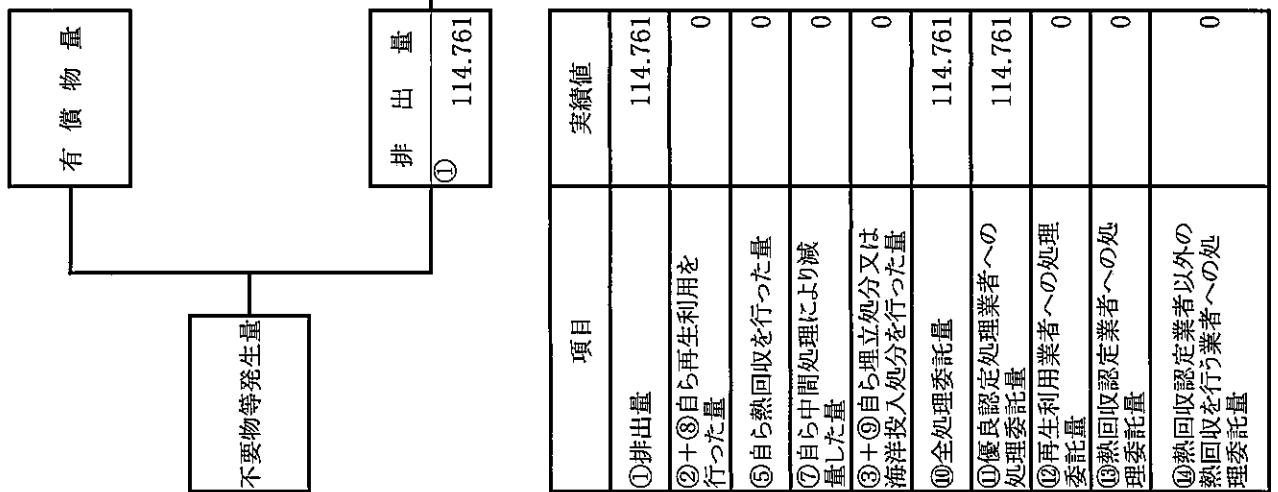 有償物量
排出量
①
114.761
不要物等発生量
項目
実績値
①排出量
114.761
②+⑧自ら再生利用を
行った量
0
⑤自ら熱回収を行った量
0
⑦自ら中間処理により減
量した量
0
③+⑨自ら埋立処分又は
海洋投入処分を行った量
0
⑩全処理委託量
114.761
⑪優良認定処理業者への
処理委託量
114.761
⑫再生利用業者への処理
委託量
0
⑬熱回収認定業者への処
理委託量
0
⑭熱回収認定業者以外の
熱回収を行う業者への処
理委託量
0